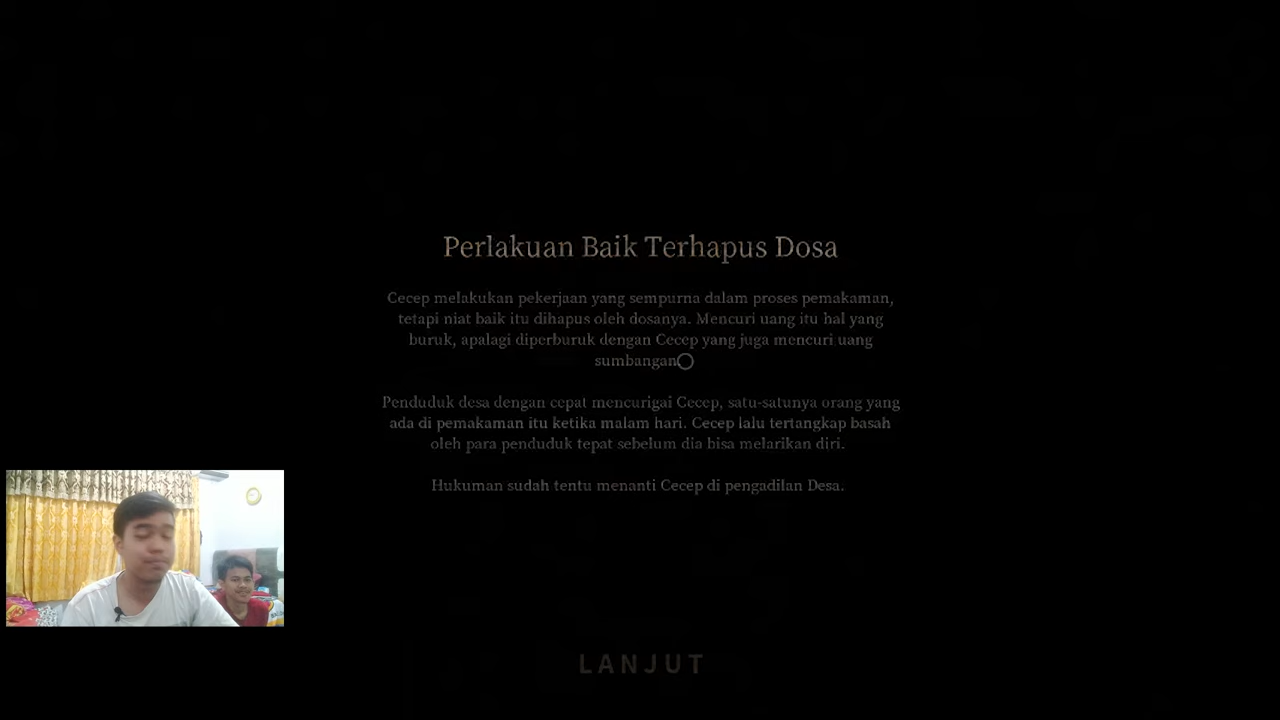 Perlakuan Baik Terhapus Dosa
Cecep melakukan pekerjaan yang sempurna dalam proses pemakaman,
tetapi niat baik itu dihapus oleh dosanya. Mencuri uang itu hal yang
buruk, apalagi diperburuk dengan Cecep yang juga mencuri uang
sumbangan
Penduduk desa dengan cepat mencurigai Cecep, satu-satunya orang yang
ada di pemakaman itu ketika malam hari. Cecep lalu tertangkap basah
oleh para penduduk tepat sebelum dia bisa melarikan diri.
Hukuman sudah tentu menanti Cecep di pengadilan Desa.
LANJUT